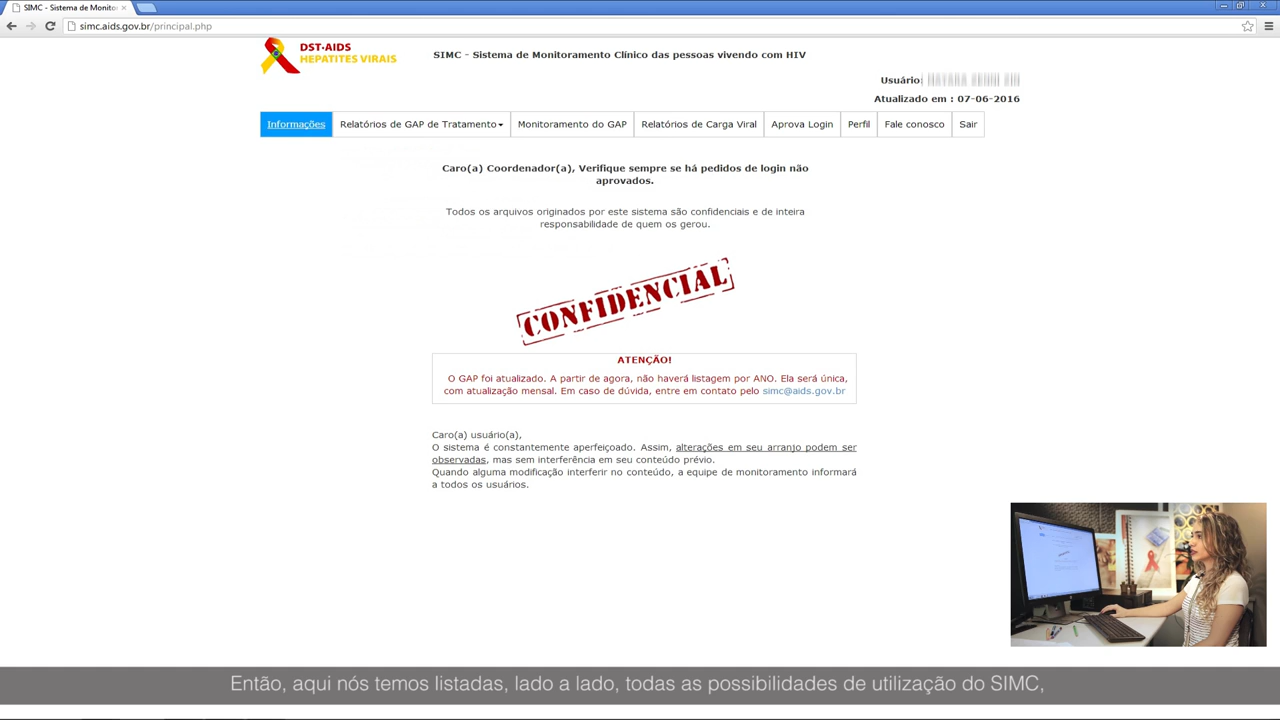 SIMC - Sistema de Monitor
simc.aids.gov.br/principal.php
DST·AIDS
HEPATITES VIRAIS
SIMC - Sistema de Monitoramento Clínico das pessoas vivendo com HIV
Usuário:
Atualizado em : 07-06-2016
Informações Relatórios de GAP de Tratamento Monitoramento do GAP Relatórios de Carga Viral Aprova Login Perfil Fale conosco Sair
Caro(a) Coordenador(a), Verifique sempre se há pedidos de login não
aprovados.
Todos os arquivos originados por este sistema são confidenciais e de inteira
responsabilidade de quem os gerou.
CONFIDENCIAL
ATENÇÃO!
O GAP foi atualizado. A partir de agora, não haverá listagem por ANO. Ela será única,
com atualização mensal. Em caso de dúvida, entre em contato pelo simc@aids.gov.br
Caro(a) usuário(a),
O sistema é constantemente aperfeiçoado. Assim, alterações em seu arranjo podem ser
observadas, mas sem interferência em seu conteúdo prévio.
Quando alguma modificação interferir no conteúdo, a equipe de monitoramento informará
a todos os usuários.
Então, aqui nós temos listadas, lado a lado, todas as possibilidades de utilização do SIMC,